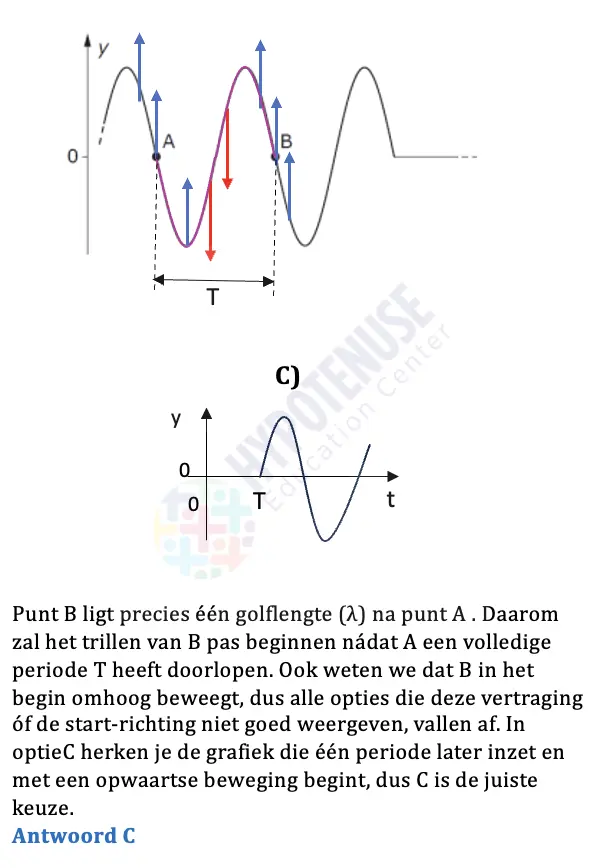 y
A
B
0
T
HYPOTENUSE
Education Center
C)
y
0
0
T
t
Punt B ligt precies één golflengte (λ) na punt A . Daarom
zal het trillen van B pas beginnen nádat A een volledige
periode T heeft doorlopen. Ook weten we dat B in het
begin omhoog beweegt, dus alle opties die deze vertraging
óf de start-richting niet goed weergeven, vallen af. In
optieC herken je de grafiek die één periode later inzet en
met een opwaartse beweging begint, dus C is de juiste
keuze.
Antwoord C